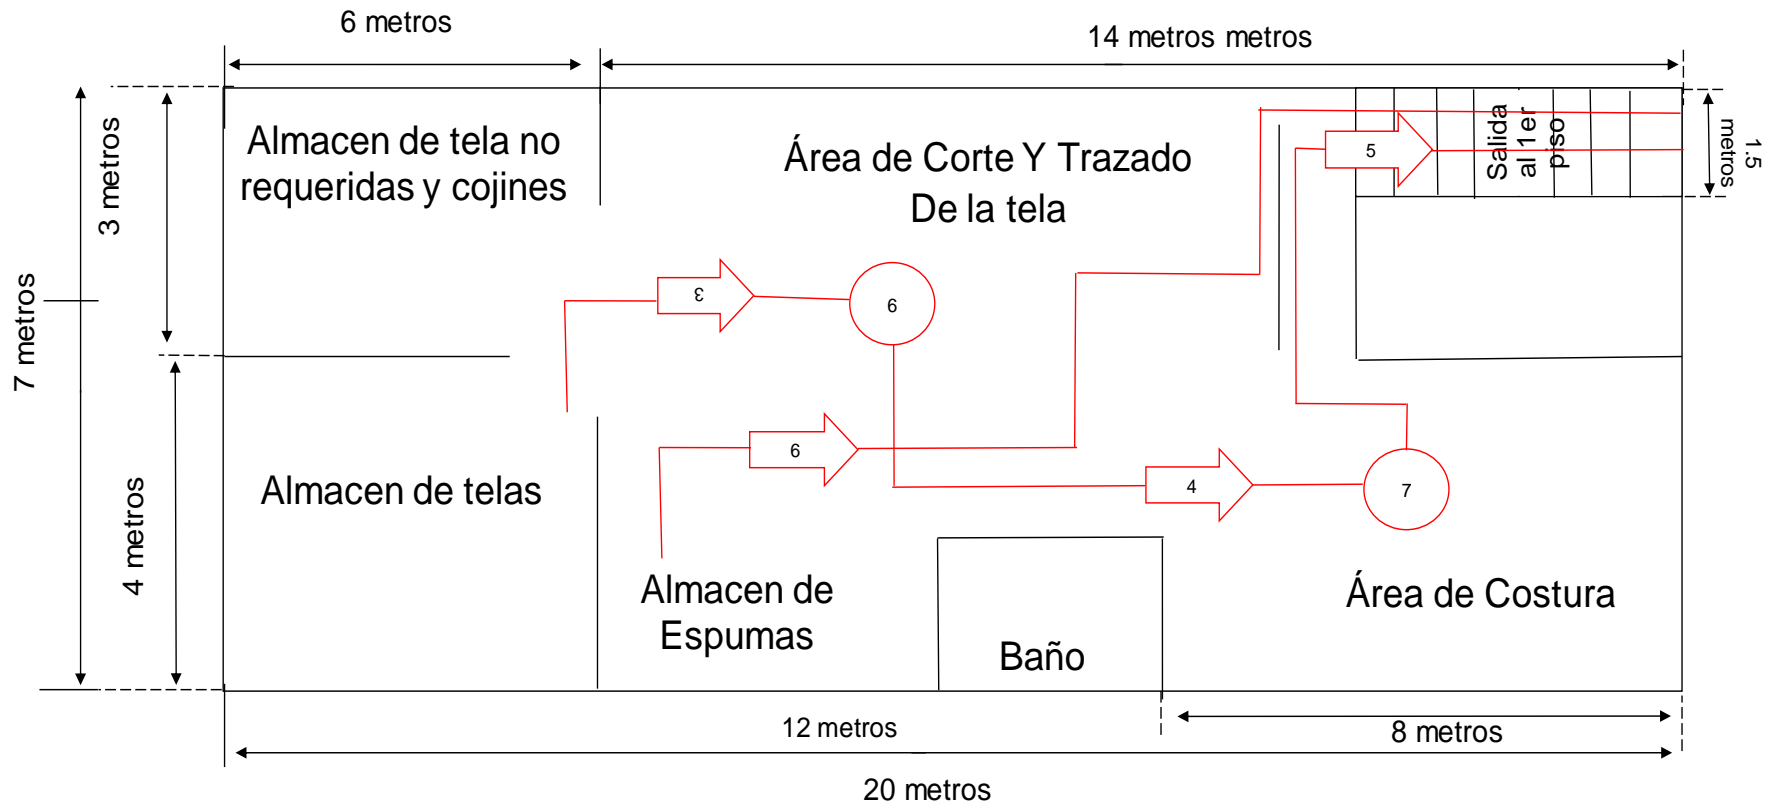 6 metros
14 metros metros
3 metros
7 metros
4 metros
Almacen de tela no
requeridas y cojines
Área de Corte Y Trazado
De la tela
Salida
al 1er
piso
1.5
metros
5
3
9
6
4
7
Almacen de telas
Almacen de
Espumas
Baño
Área de Costura
12 metros
8 metros
20 metros